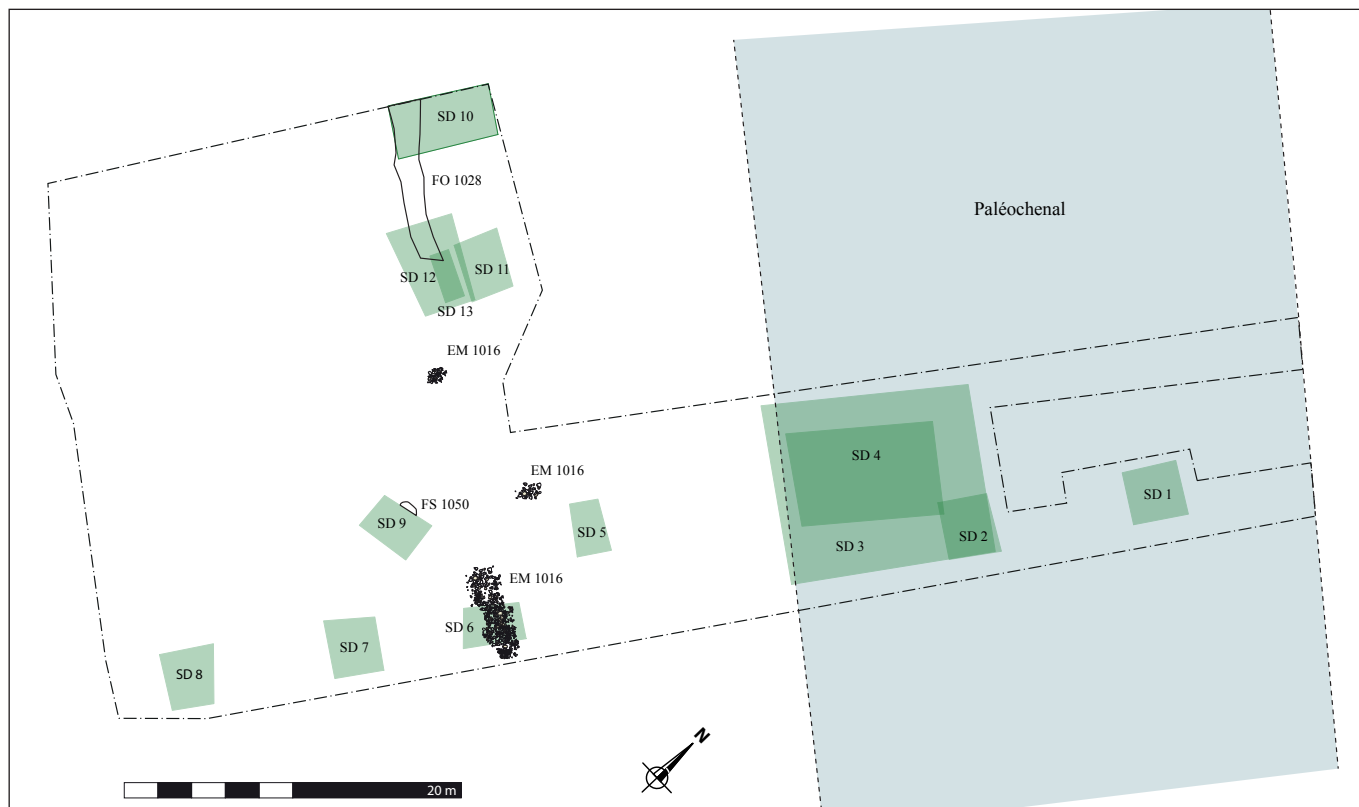 SD 10
FO 1028
Paléochenal
SD 11
SD 12
SD 13
EM 1016
SD 4
EM 1016
SD 1
FS 1050
SD 9
SD 5
SD 2
SD 3
EM 1016
SD 6
SD 7
SD 8
N
20 m